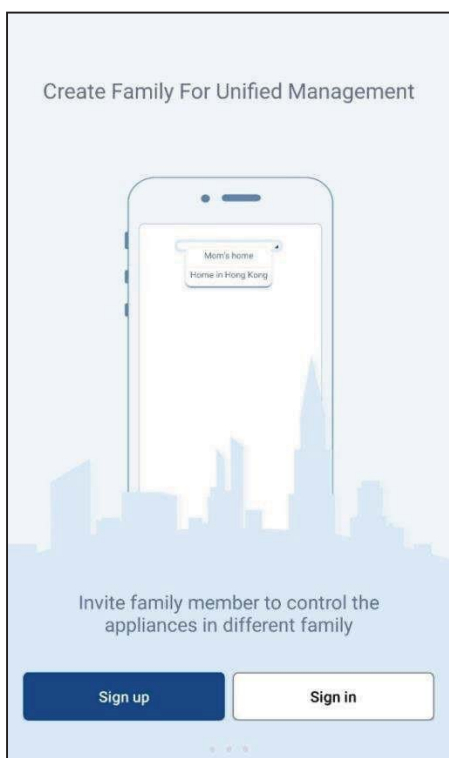 Create Family For Unified Management
Mom's home
Home in Hong Kong
Invite family member to control the
appliances in different family
Sign up
Sign in